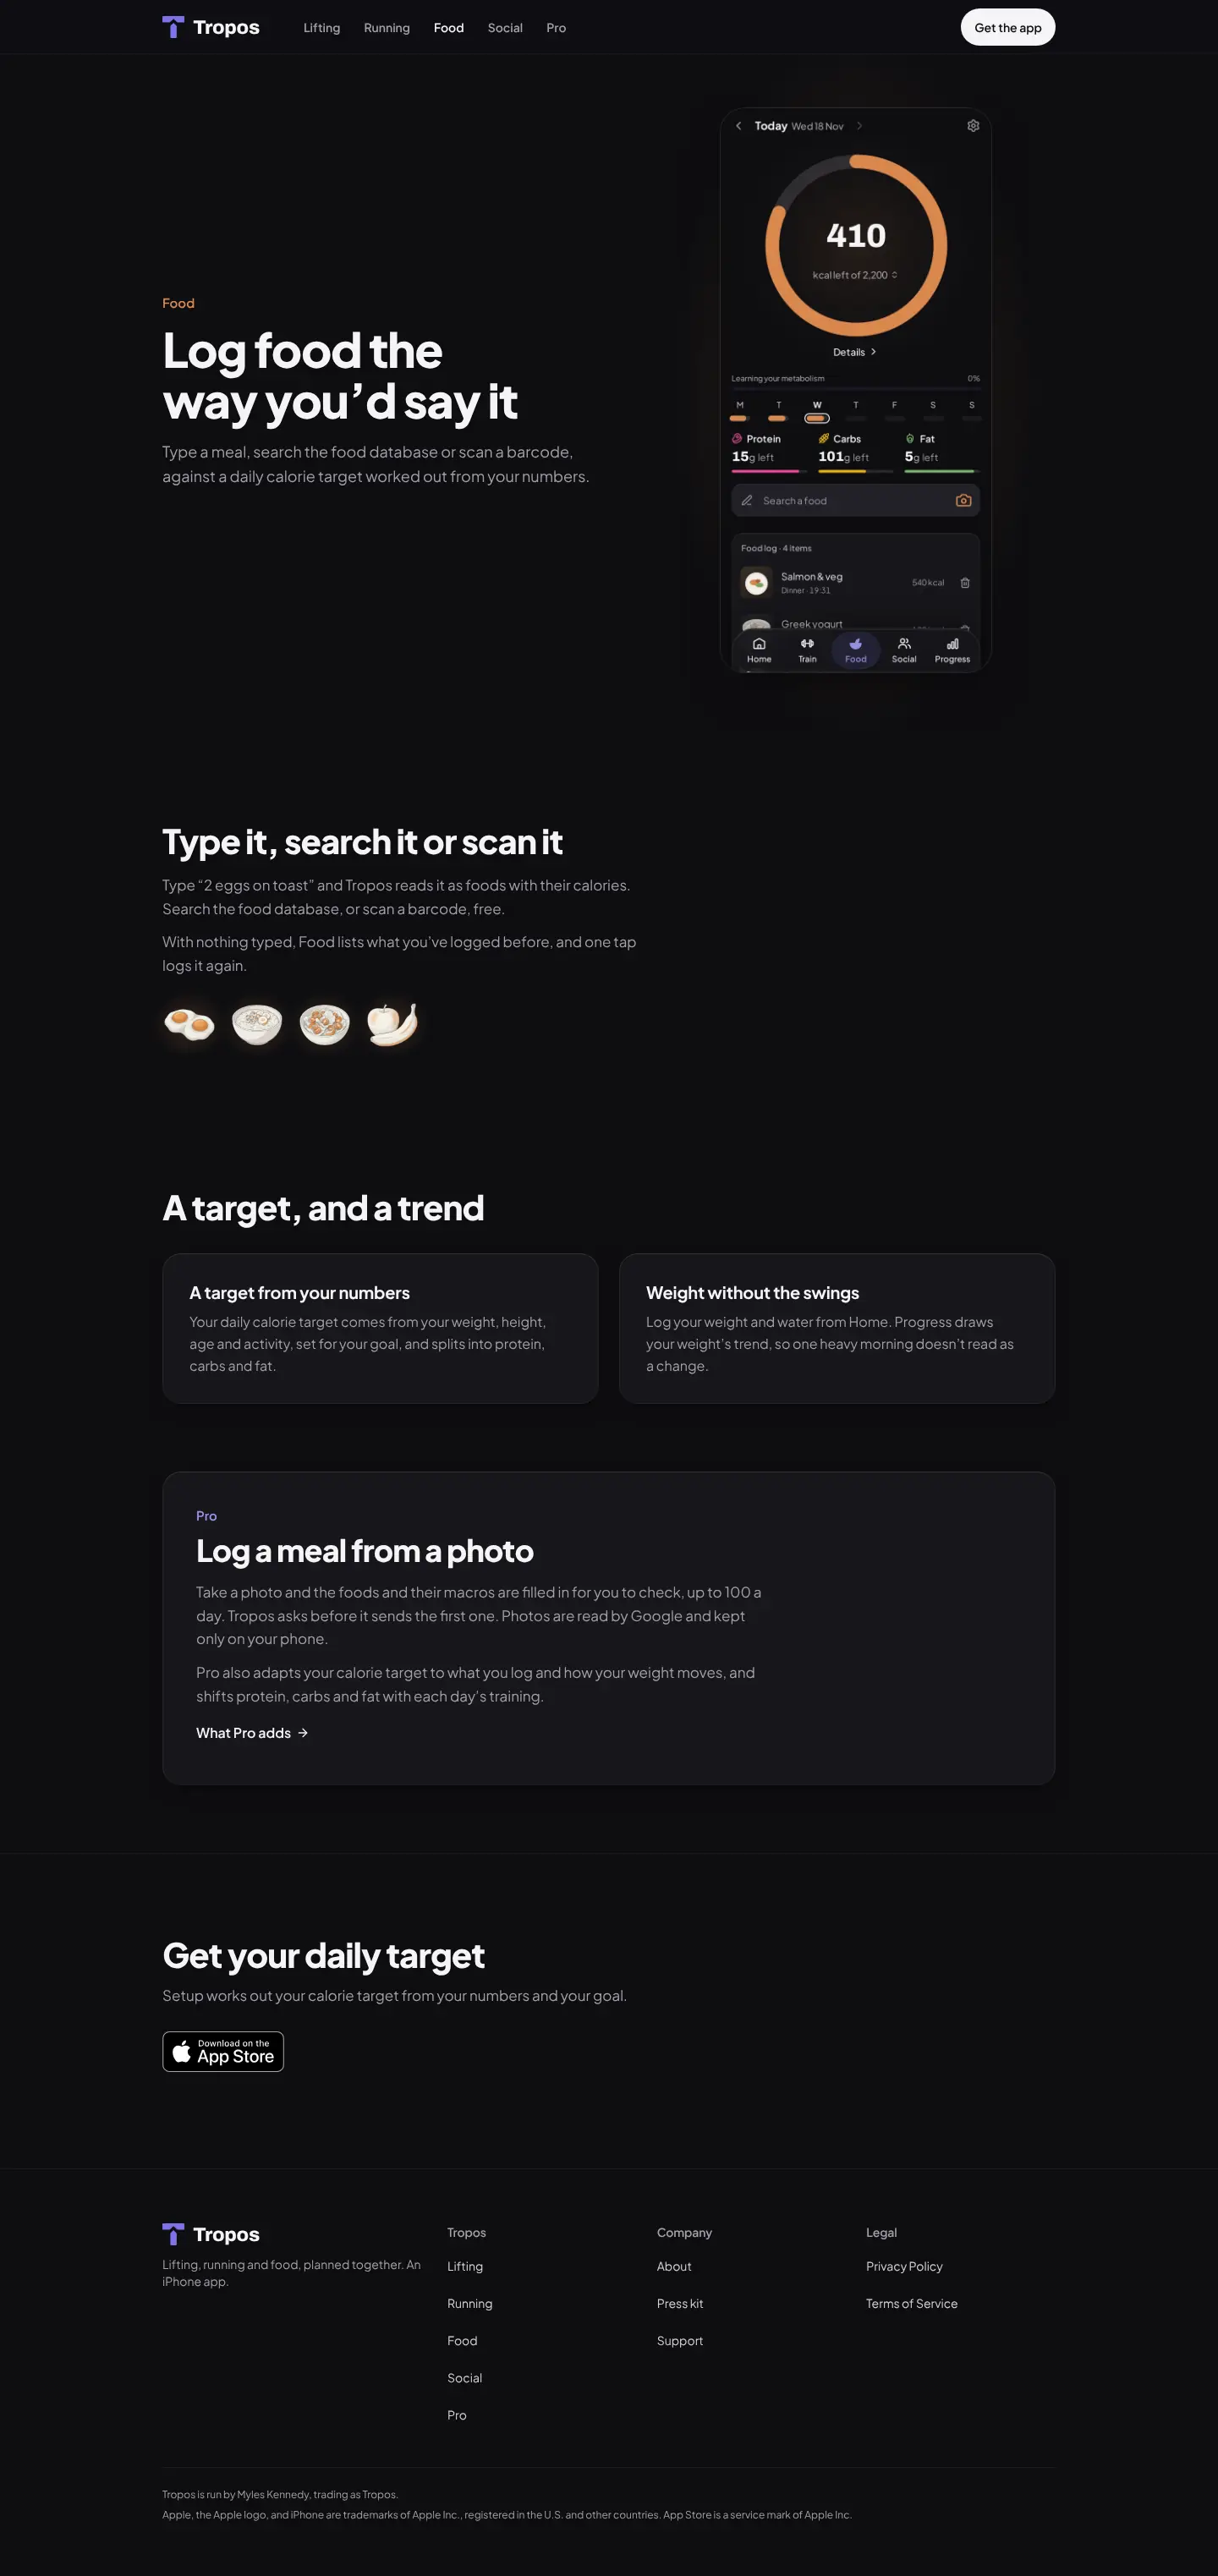 Tropos
Lifting
Running
Food
Social
Pro
Get the app
Today Wed 18 Nov
410
kcal left of 2,200
Details
Learning your metabolism 0%
M T W T F S S
Protein Carbs Fat
15g left 101g left 5g left
Search a food
Food log · 4 items
Salmon & veg
540 kcal
Dinner · 19:31
Greek yogurt
Home Train Food Social Progress
Food
Log food the
way you’d say it
Type a meal, search the food database or scan a barcode,
against a daily calorie target worked out from your numbers.
Type it, search it or scan it
Type “2 eggs on toast” and Tropos reads it as foods with their calories.
Search the food database, or scan a barcode, free.
With nothing typed, Food lists what you’ve logged before, and one tap
logs it again.
A target, and a trend
A target from your numbers
Your daily calorie target comes from your weight, height,
age and activity, set for your goal, and splits into protein,
carbs and fat.
Weight without the swings
Log your weight and water from Home. Progress draws
your weight’s trend, so one heavy morning doesn’t read as
a change.
Pro
Log a meal from a photo
Take a photo and the foods and their macros are filled in for you to check, up to 100 a
day. Tropos asks before it sends the first one. Photos are read by Google and kept
only on your phone.
Pro also adapts your calorie target to what you log and how your weight moves, and
shifts protein, carbs and fat with each day’s training.
What Pro adds
Get your daily target
Setup works out your calorie target from your numbers and your goal.
Download on the
App Store
Tropos
Lifting, running and food, planned together. An
iPhone app.
Tropos
Lifting
Running
Food
Social
Pro
Company
About
Press kit
Support
Legal
Privacy Policy
Terms of Service
Tropos is run by Myles Kennedy, trading as Tropos.
Apple, the Apple logo, and iPhone are trademarks of Apple Inc., registered in the U.S. and other countries. App Store is a service mark of Apple Inc.